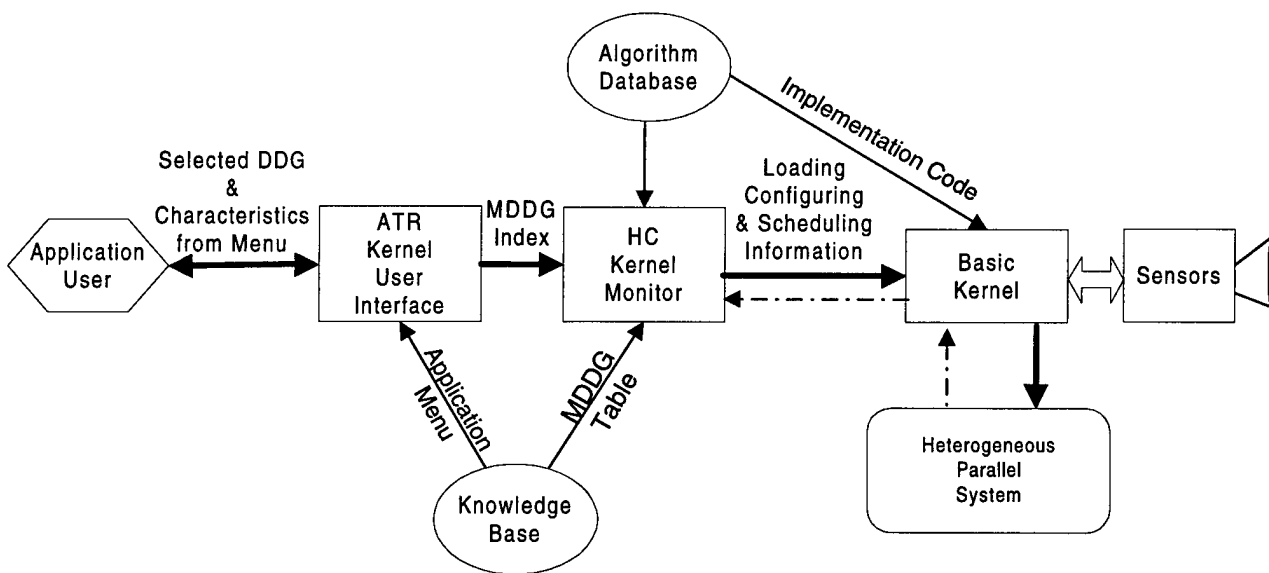 Algorithm
Database
Implementation Code
Selected DDG
&
Characteristics
from Menu
MDDG
Index
Loading
Configuring
& Scheduling
Information
Application
User
ATR
Kernel
User
Interface
HC
Kernel
Monitor
Basic
Kernel
Sensors
Application
Menu
MDDG
Table
Heterogeneous
Parallel
System
Knowledge
Base